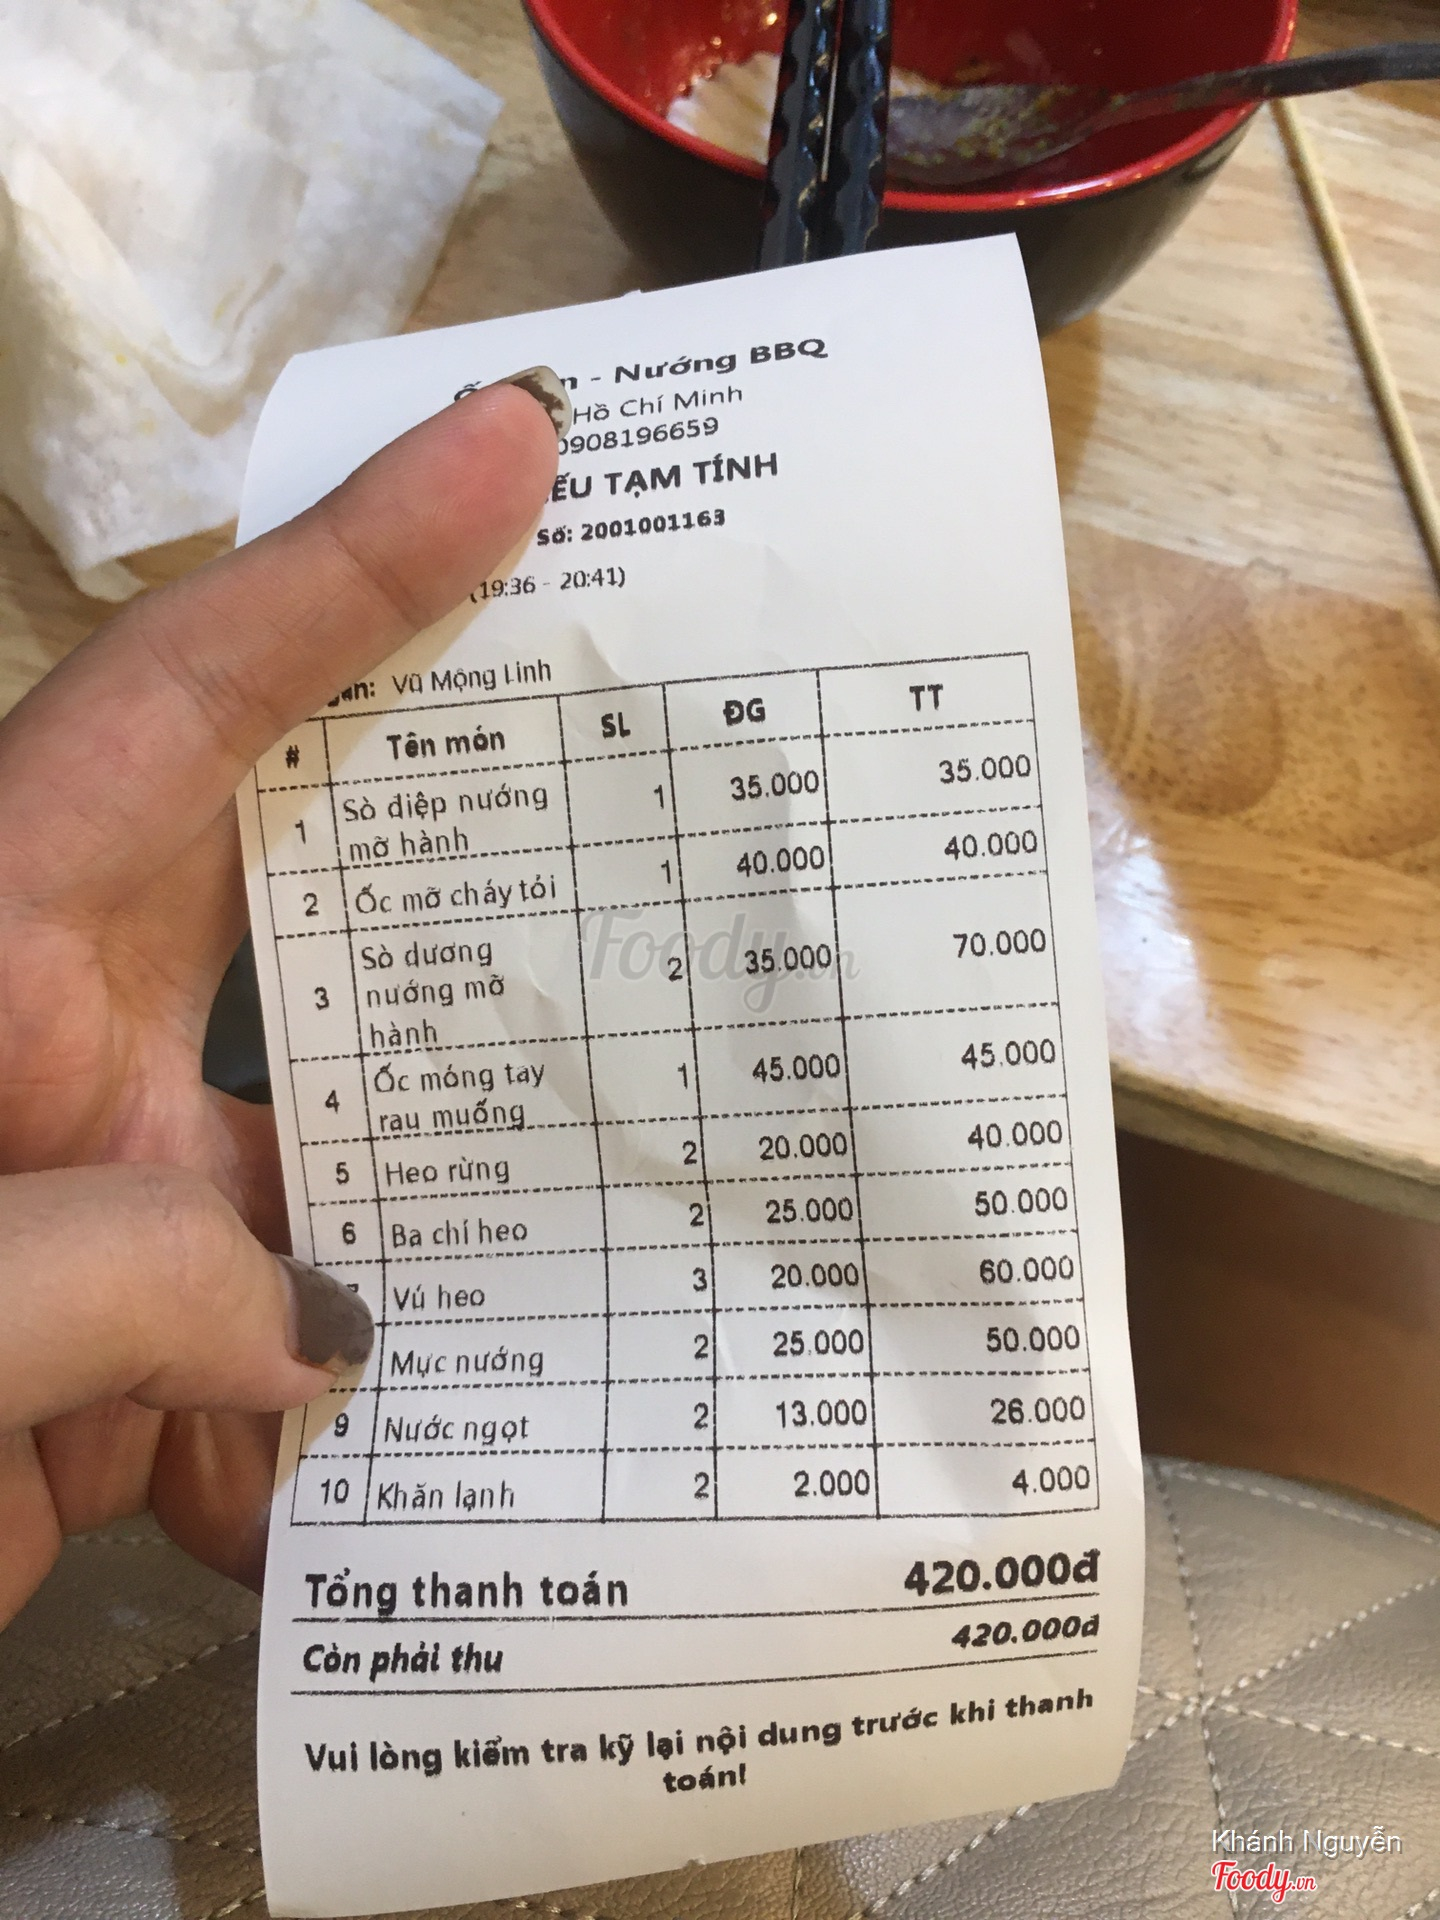 - Nướng BBQ
Hồ Chí Minh
0908196659
TẠM TÍNH
Số: 2001001163
(19:36 - 20:41)
Vũ Mộng Linh
# Tên món SL ĐG TT
1 Sò điệp nướng mỡ hành 1 35.000 35.000
2 Ốc mỡ cháy tỏi 1 40.000 40.000
3 Sò dương nướng mỡ hành 2 35.000 70.000
4 Ốc móng tay rau muống 1 45.000 45.000
5 Heo rừng 2 20.000 40.000
6 Ba chí heo 2 25.000 50.000
Vú heo 3 20.000 60.000
Mực nướng 2 25.000 50.000
9 Nước ngọt 2 13.000 26.000
10 Khăn lạnh 2 2.000 4.000
Tổng thanh toán 420.000đ
Còn phải thu 420.000đ
Vui lòng kiểm tra kỹ lại nội dung trước khi thanh
toán!
Foody.vn
Khánh Nguyễn
Foody.vn